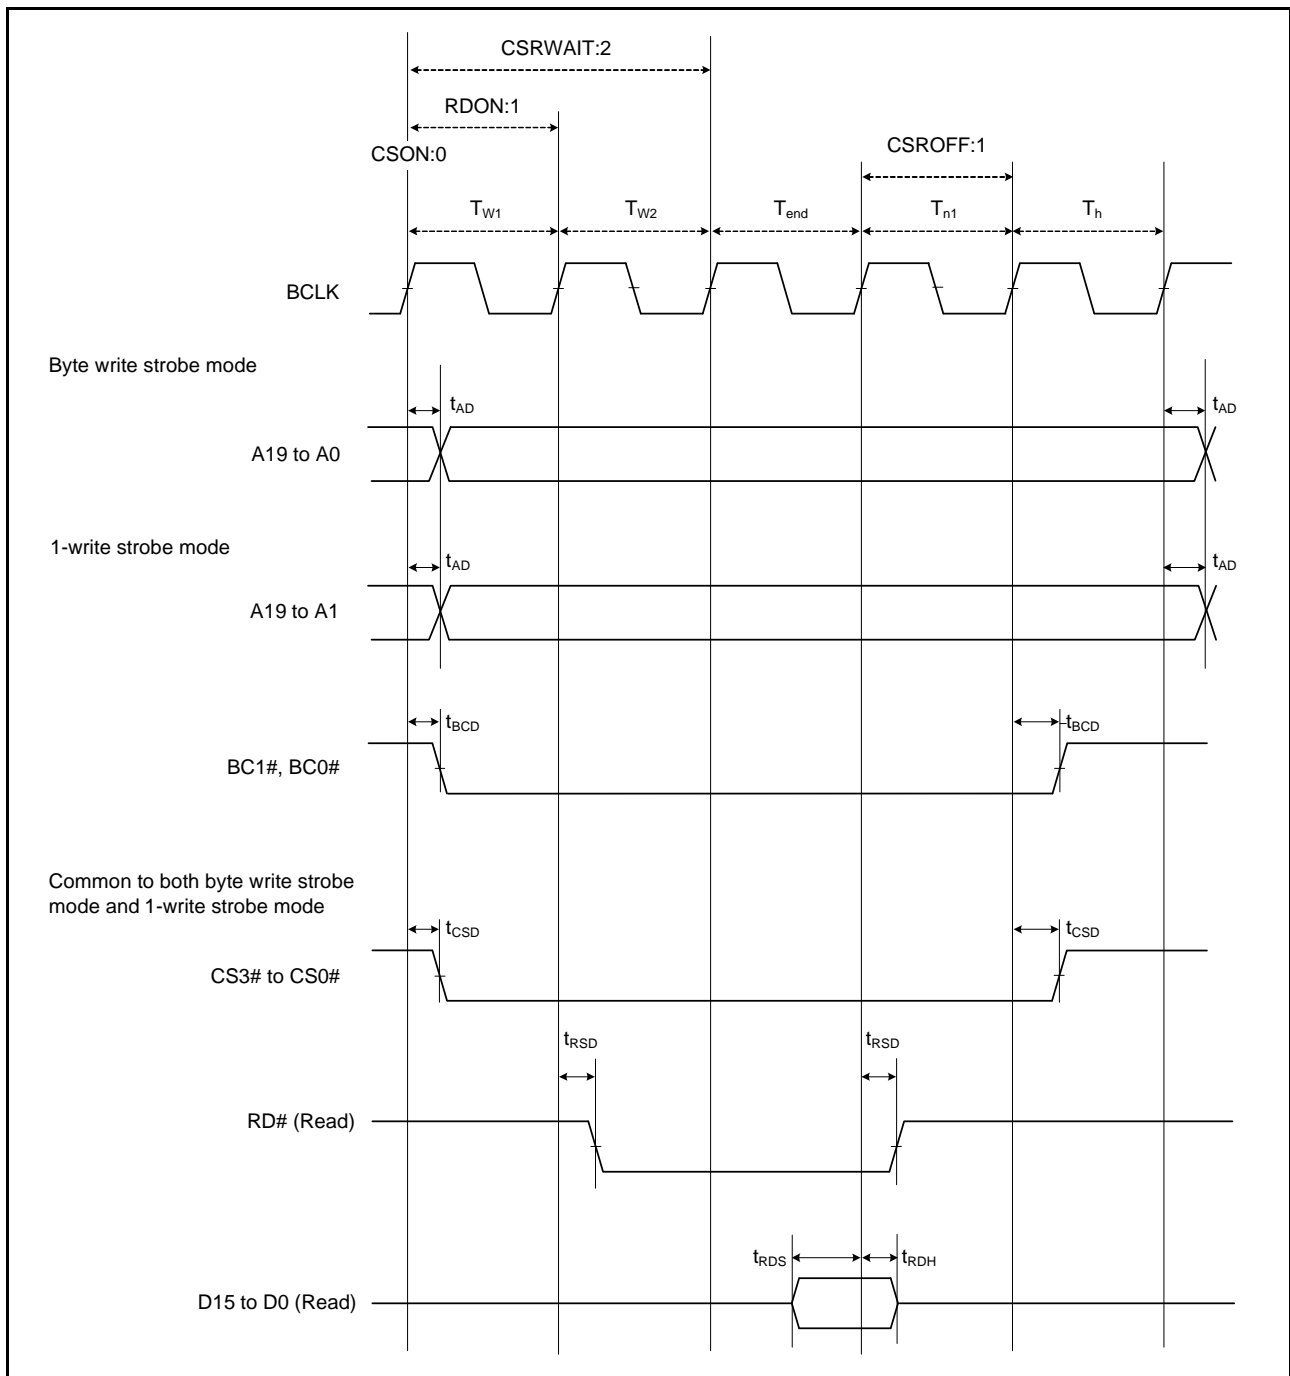 CSRWAIT:2
RDON:1
CSON:0
CSROFF:1
TW1 TW2 Tend Tn1 Th
BCLK
Byte write strobe mode
tAD tAD
A19 to A0
1-write strobe mode
tAD tAD
A19 to A1
tBCD tBCD
BC1#, BC0#
Common to both byte write strobe
mode and 1-write strobe mode
tCSD tCSD
CS3# to CS0#
tRSD tRSD
RD# (Read)
tRDS tRDH
D15 to D0 (Read)